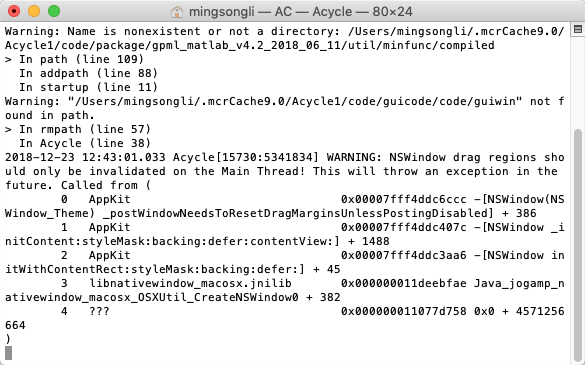 mingsongli — AC — Acycle — 80×24
Warning: Name is nonexistent or not a directory: /Users/mingsongli/.mcrCache9.0/
Acycle1/code/package/gpml_matlab_v4.2_2018_06_11/util/minfunc/compiled
> In path (line 109)
  In addpath (line 88)
  In startup (line 11)
Warning: "/Users/mingsongli/.mcrCache9.0/Acycle1/code/guicode/code/guiwin" not f
ound in path.
> In rmpath (line 57)
  In Acycle (line 38)
2018-12-23 12:43:01.033 Acycle[15730:5341834] WARNING: NSWindow drag regions sho
uld only be invalidated on the Main Thread! This will throw an exception in the
future. Called from (
        0   AppKit                              0x00007fff4ddc6ccc -[NSWindow(NS
Window_Theme) _postWindowNeedsToResetDragMarginsUnlessPostingDisabled] + 386
        1   AppKit                              0x00007fff4ddc407c -[NSWindow _i
nitContent:styleMask:backing:defer:contentView:] + 1488
        2   AppKit                              0x00007fff4ddc3aa6 -[NSWindow in
itWithContentRect:styleMask:backing:defer:] + 45
        3   libnativewindow_macosx.jnilib       0x000000011deebfae Java_jogamp_n
ativewindow_macosx_OSXUtil_CreateNSWindow0 + 382
        4   ???                                 0x000000011077d758 0x0 + 4571256
664
)